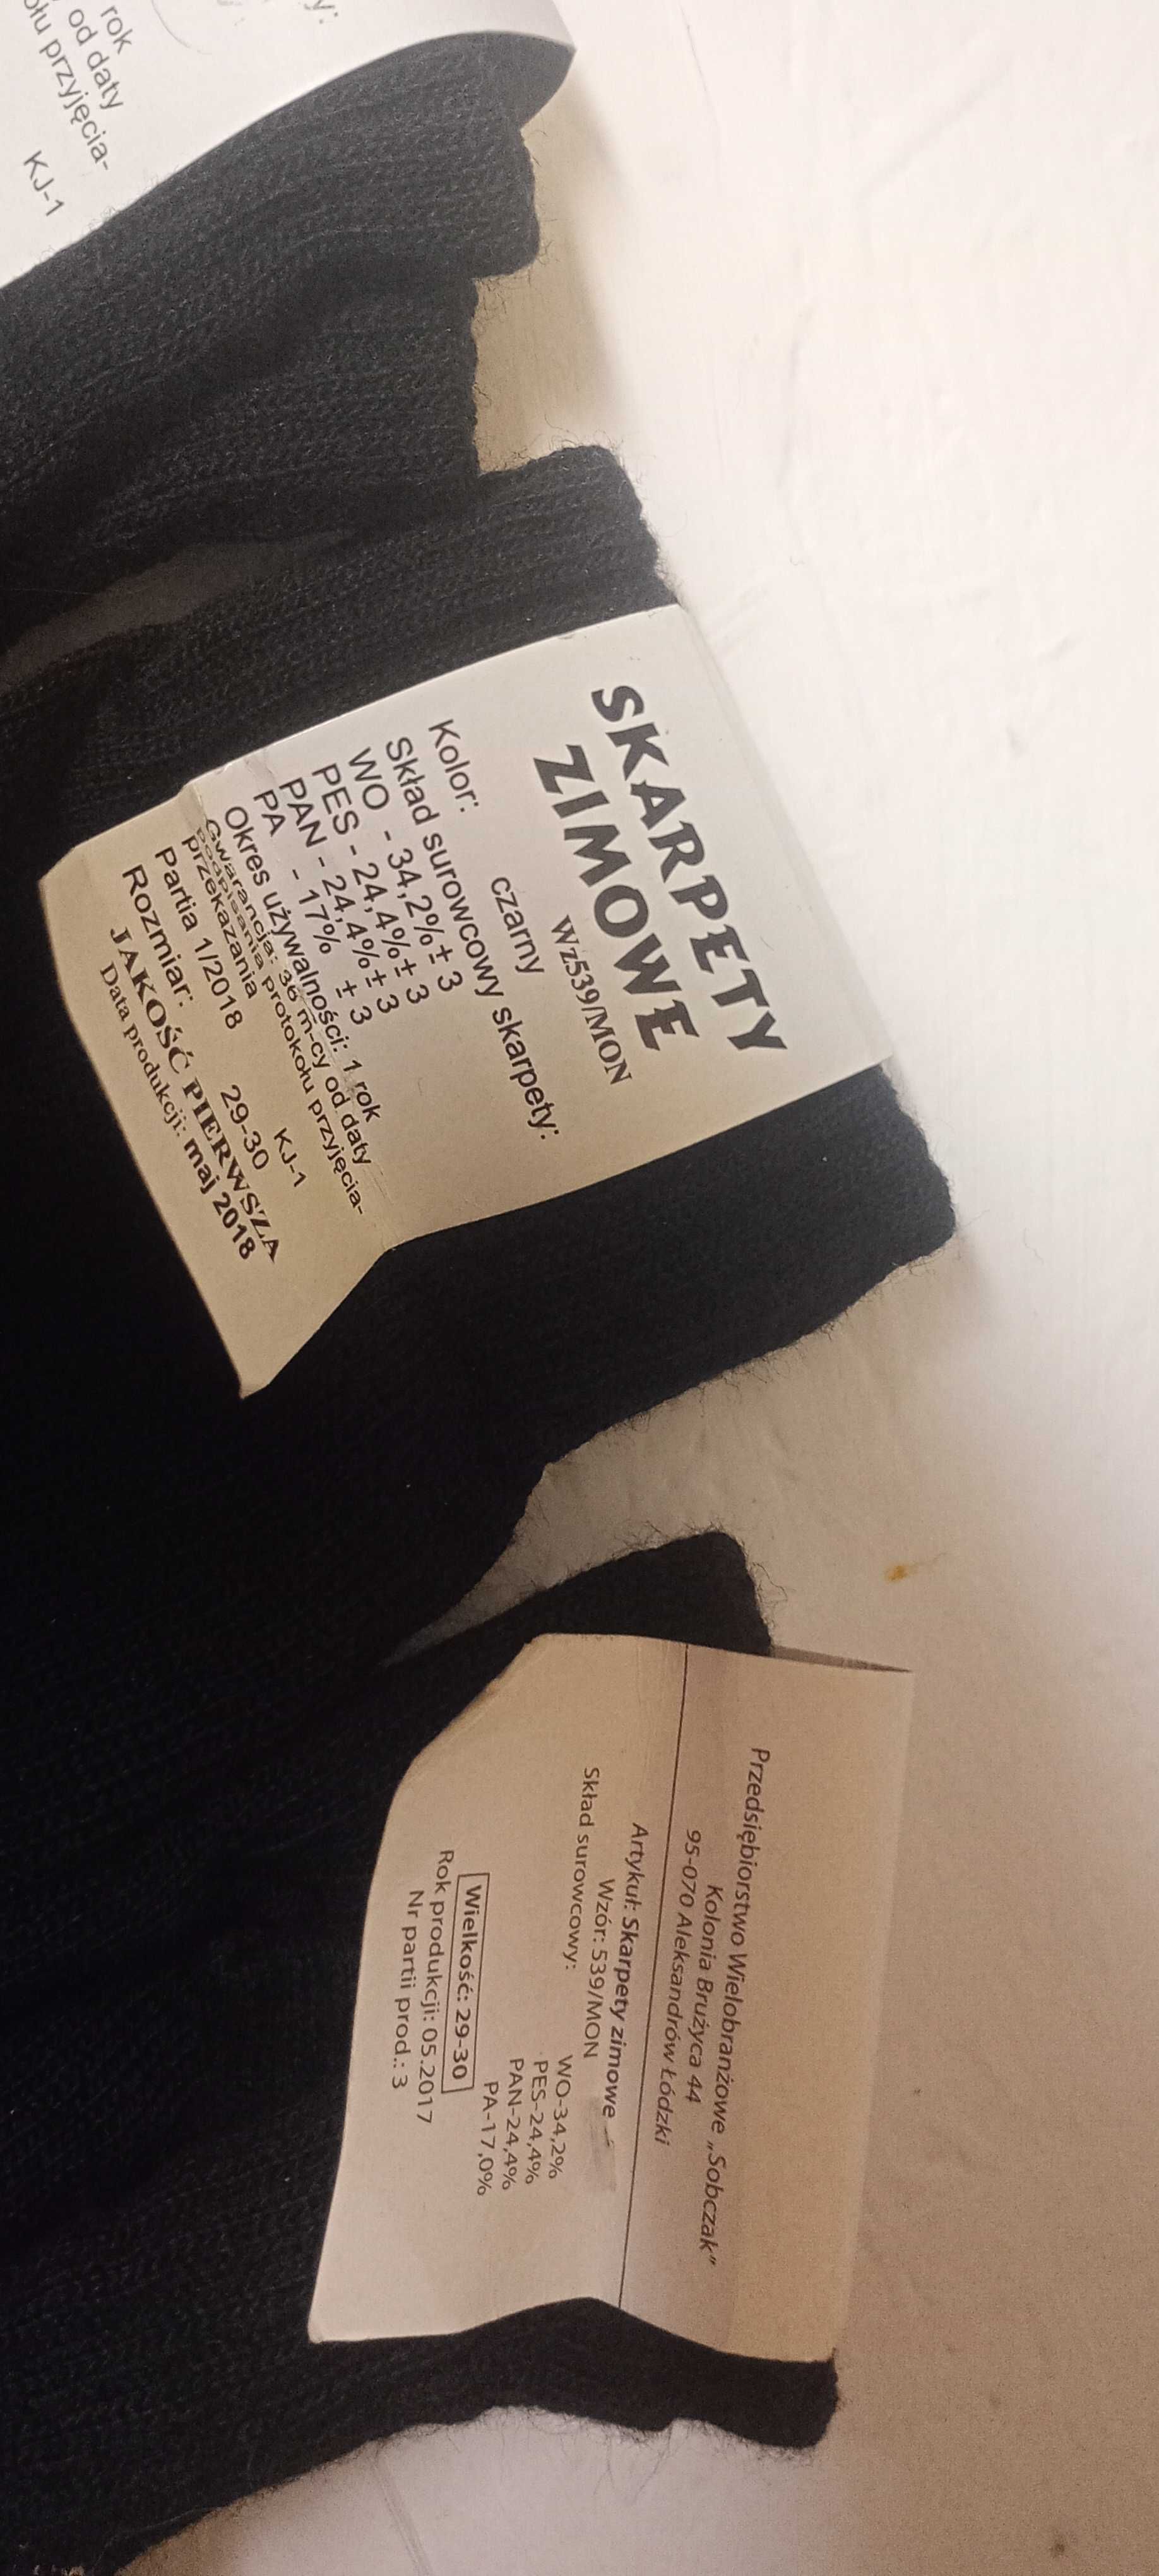 y:
rok
od daty
ołu przyjęcia-
KJ-1
SKARPETY
ZIMOWE
Wz539/MON
Kolor: czarny
Skład surowcowy skarpety:
WO - 34,2% ± 3
PES - 24,4% ± 3
PAN - 24,4% ± 3
PA - 17% ± 3
Okres używalności: 1 rok
Gwarancja: 36 m-cy od daty
podpisania protokołu przyjęcia-
przekazania KJ-1
Partia 1/2018
Rozmiar: 29-30
JAKOŚĆ PIERWSZA
Data produkcji: maj 2018
Przedsiębiorstwo Wielobranżowe „Sobczak”
Kolonia Brużyca 44
95-070 Aleksandrów Łódzki
Artykuł: Skarpety zimowe
Wzór: 539/MON
Skład surowcowy:
WO-34,2%
PES-24,4%
PAN-24,4%
PA-17,0%
Wielkość: 29-30
Rok produkcji: 05.2017
Nr partii prod.: 3